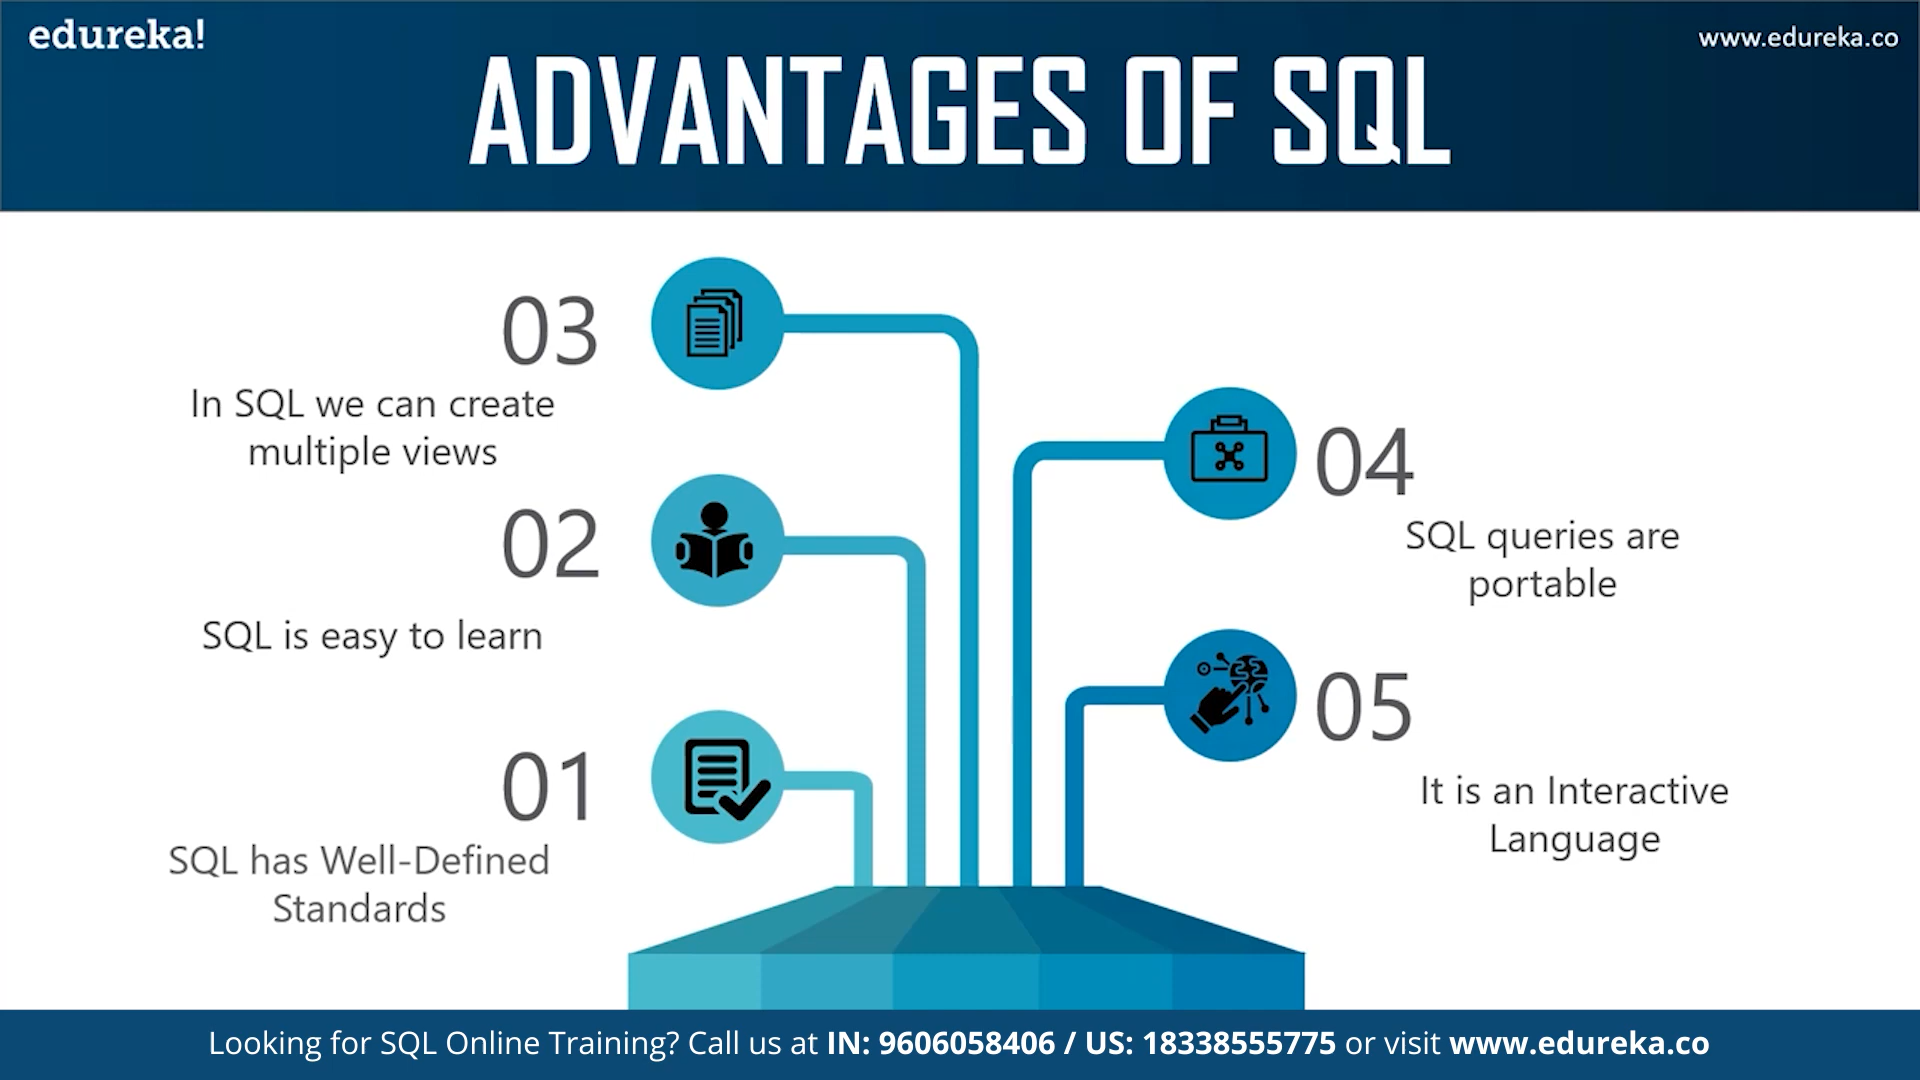 edureka!
www.edureka.co
ADVANTAGES OF SQL
03
In SQL we can create
multiple views
04
SQL queries are
portable
02
SQL is easy to learn
05
It is an Interactive
Language
01
SQL has Well-Defined
Standards
Looking for SQL Online Training? Call us at IN: 9606058406 / US: 18338555775 or visit www.edureka.co